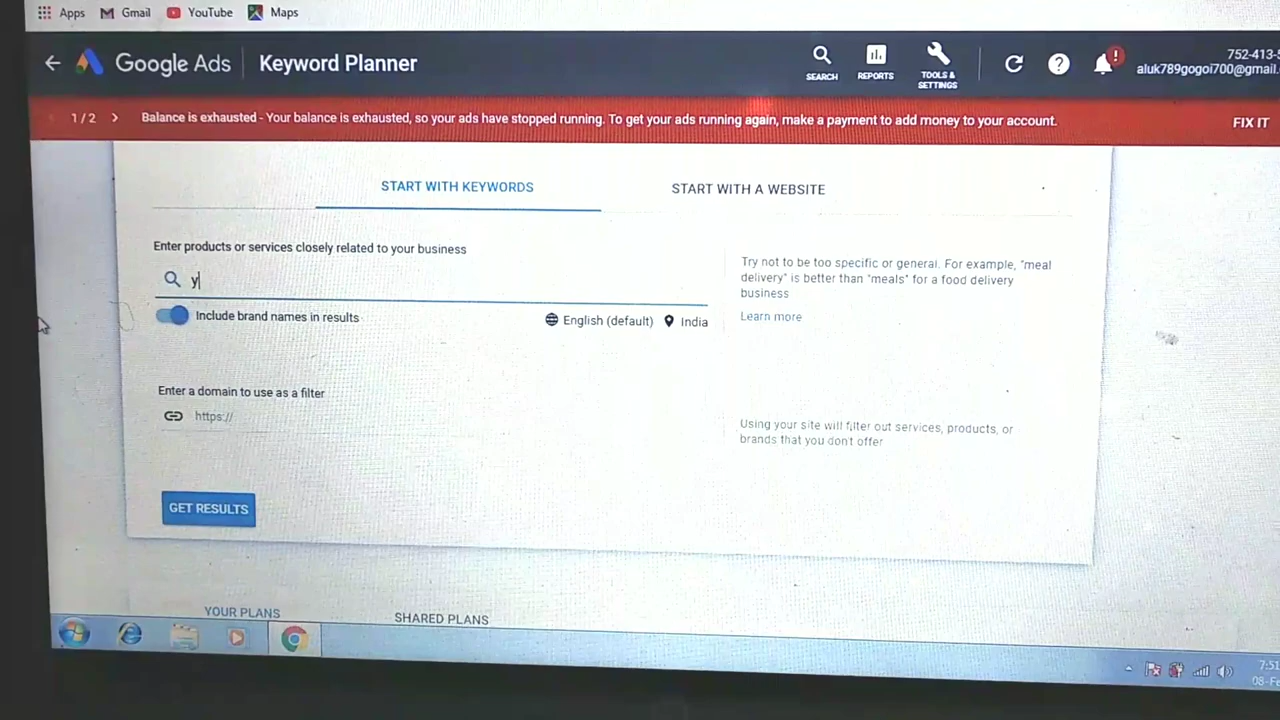 Apps Gmail YouTube Maps
Google Ads Keyword Planner
SEARCH REPORTS TOOLS & SETTINGS
752-413-
aluk789gogoi700@gmail.
1 / 2 Balance is exhausted - Your balance is exhausted, so your ads have stopped running. To get your ads running again, make a payment to add money to your account. FIX IT
START WITH KEYWORDS START WITH A WEBSITE
Enter products or services closely related to your business
y
Include brand names in results
English (default) India
Try not to be too specific or general. For example, "meal
delivery" is better than "meals" for a food delivery
business
Learn more
Enter a domain to use as a filter
https://
Using your site will filter out services, products, or
brands that you don't offer
GET RESULTS
YOUR PLANS SHARED PLANS
7:51
08-Fe